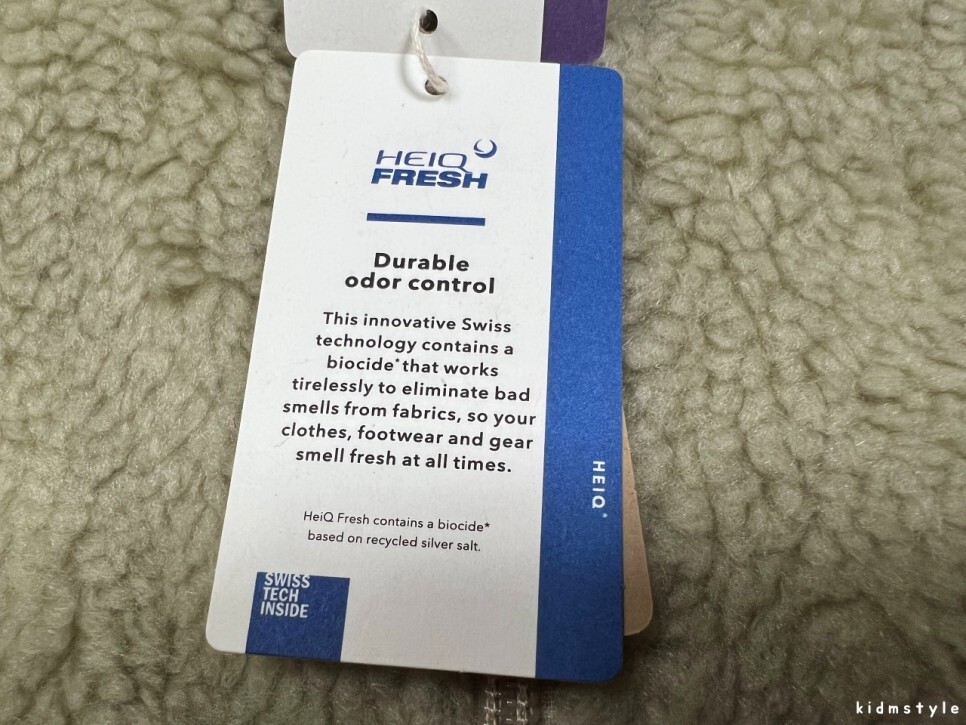 HEIQ
FRESH
Durable
odor control
This innovative Swiss
technology contains a
biocide* that works
tirelessly to eliminate bad
smells from fabrics, so your
clothes, footwear and gear
smell fresh at all times.
HeiQ Fresh contains a biocide*
based on recycled silver salt.
SWISS
TECH
INSIDE
HEIQ®
kidmstyle